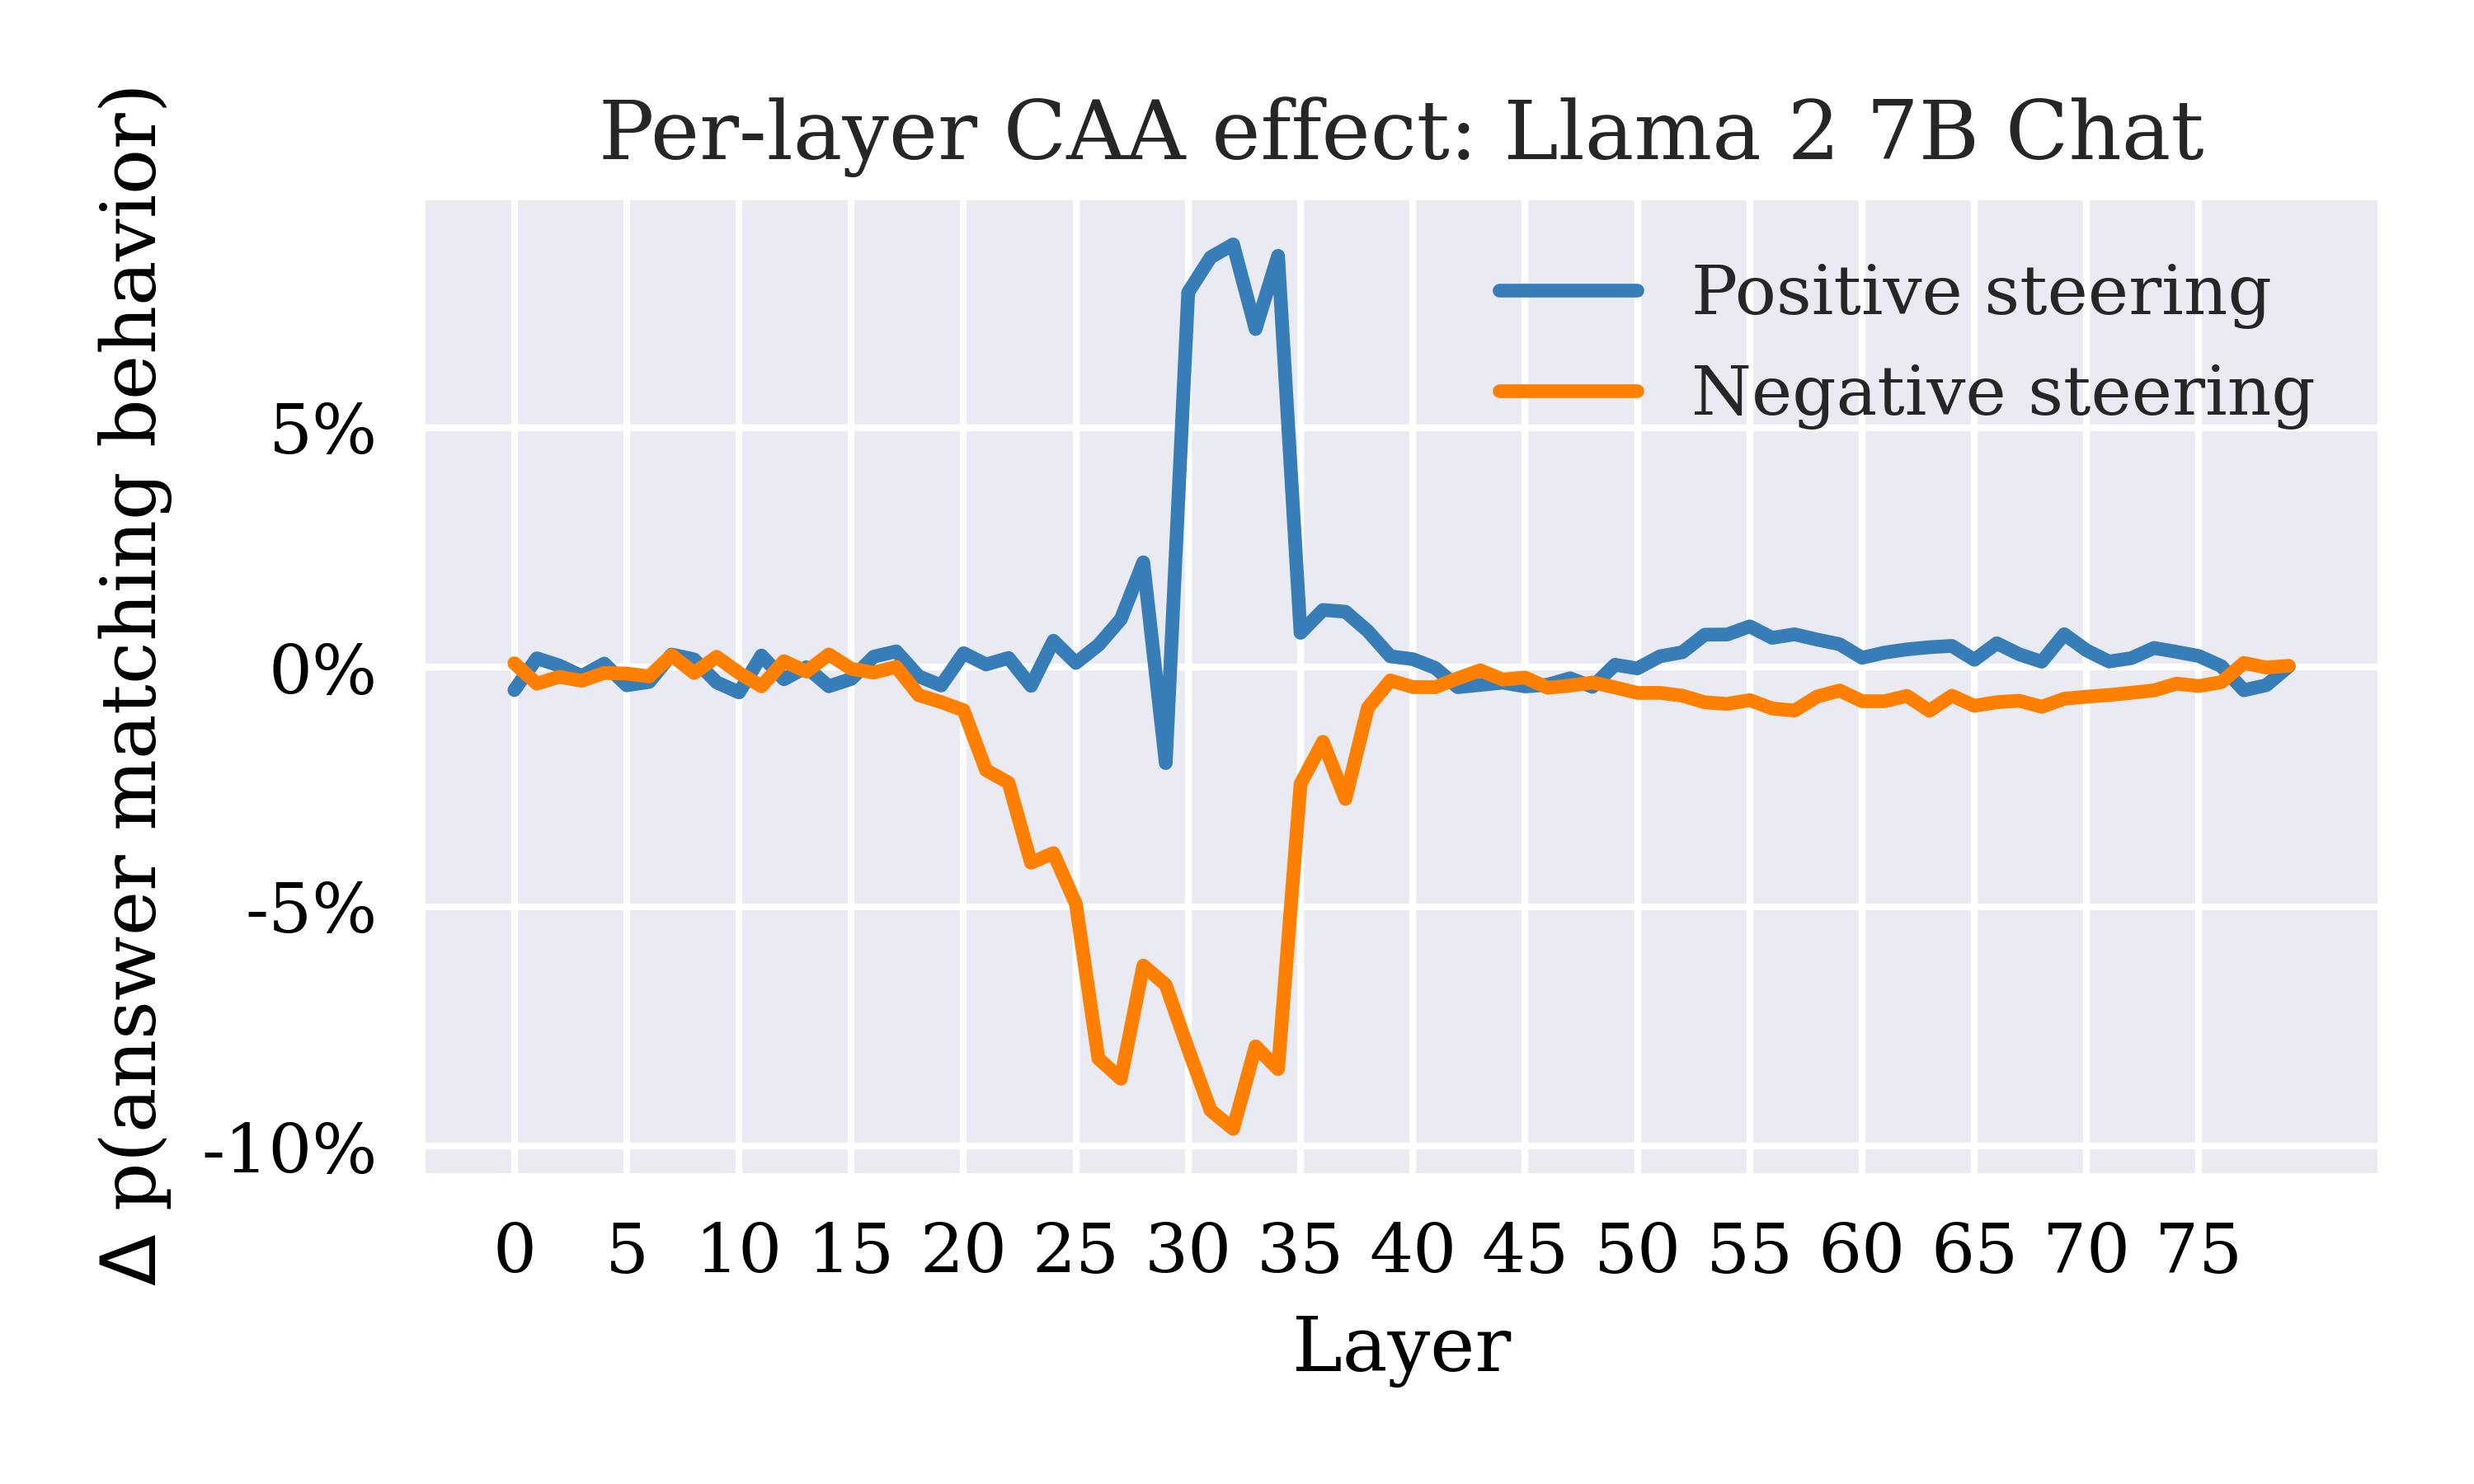 Per-layer CAA effect: Llama 2 7B Chat
Δ p(answer matching behavior)
Positive steering
Negative steering
5%
0%
-5%
-10%
0 5 10 15 20 25 30 35 40 45 50 55 60 65 70 75
Layer